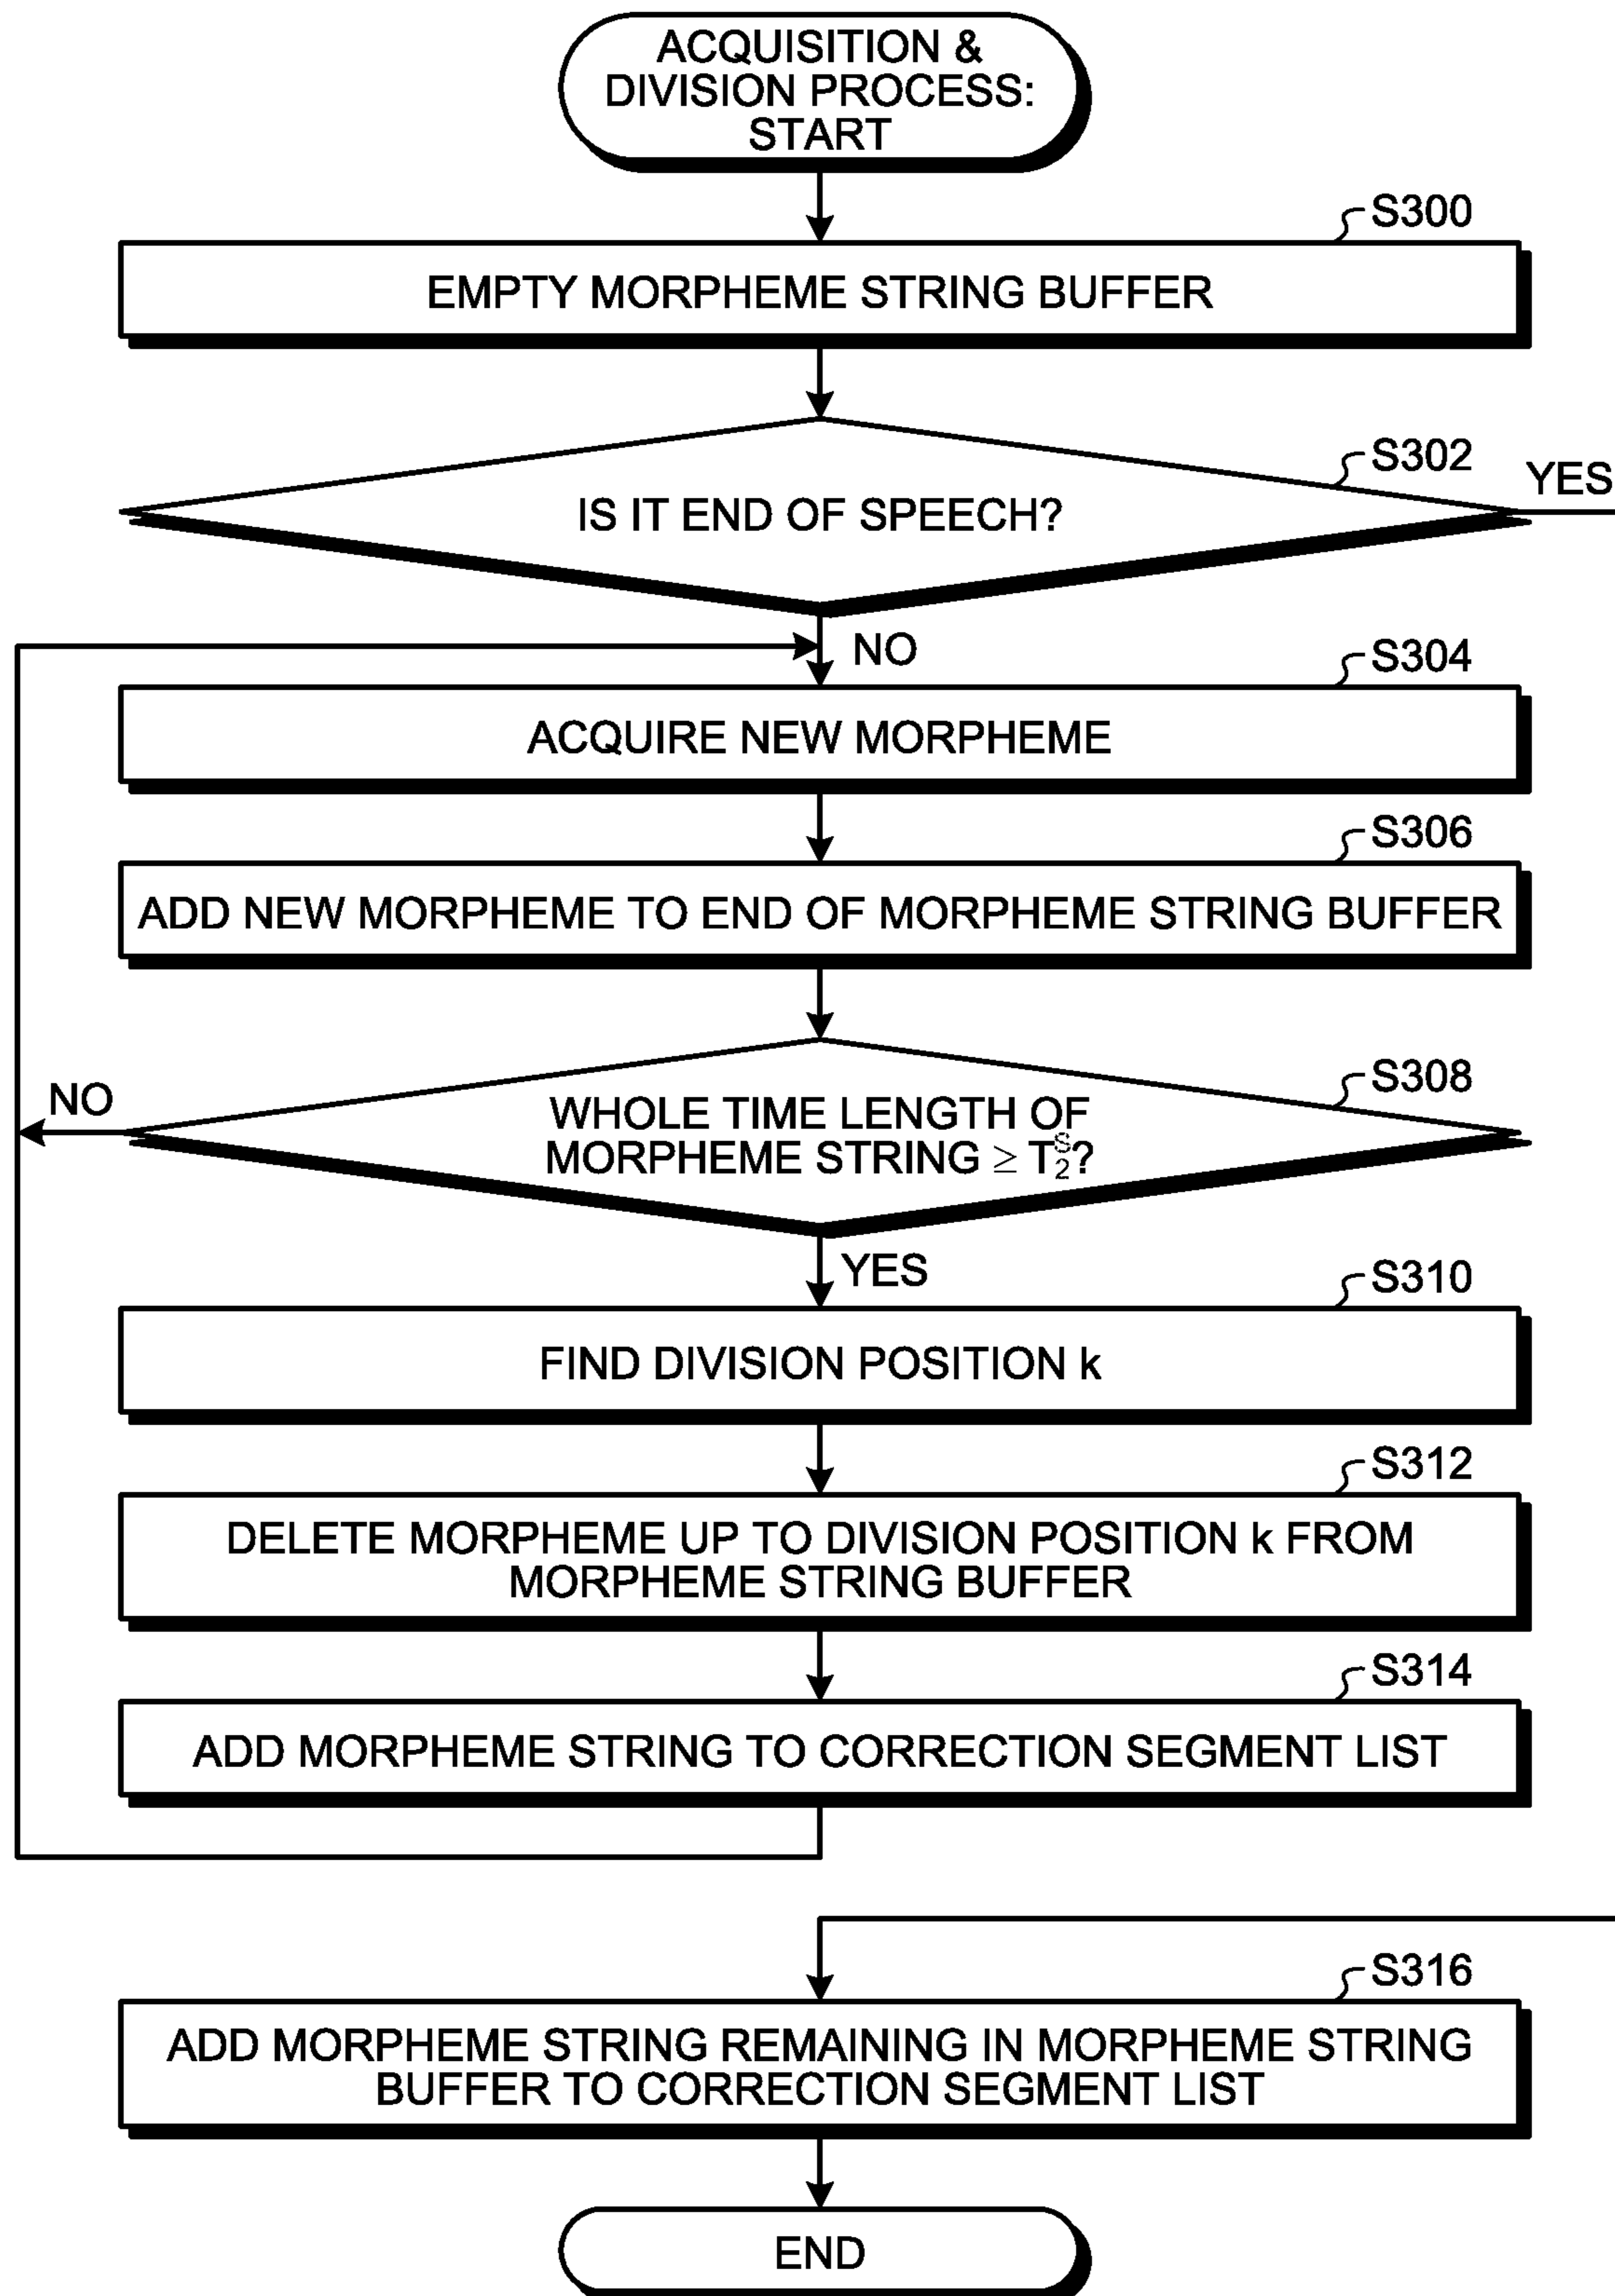 ACQUISITION &
DIVISION PROCESS:
START
S300
EMPTY MORPHEME STRING BUFFER
S302
YES
IS IT END OF SPEECH?
NO
S304
ACQUIRE NEW MORPHEME
S306
ADD NEW MORPHEME TO END OF MORPHEME STRING BUFFER
S308
NO
WHOLE TIME LENGTH OF
MORPHEME STRING ≥ T₂ˢ?
YES
S310
FIND DIVISION POSITION k
S312
DELETE MORPHEME UP TO DIVISION POSITION k FROM
MORPHEME STRING BUFFER
S314
ADD MORPHEME STRING TO CORRECTION SEGMENT LIST
S316
ADD MORPHEME STRING REMAINING IN MORPHEME STRING
BUFFER TO CORRECTION SEGMENT LIST
END